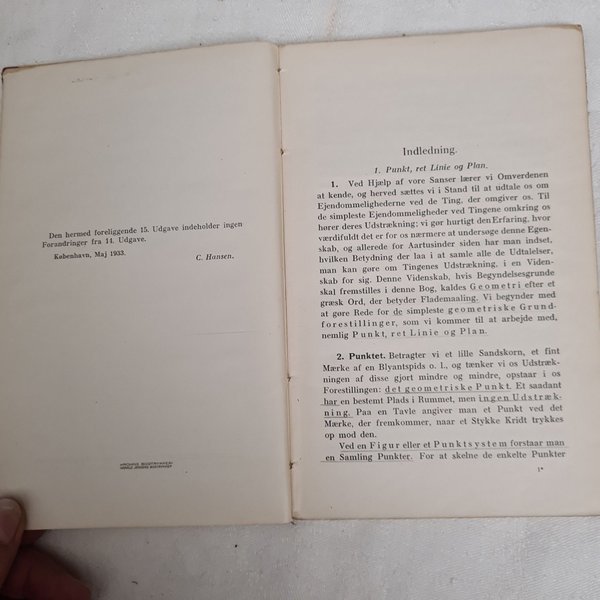 Den hermed foreliggende 15. Udgave indeholder ingen
Forandringer fra 14. Udgave.
København, Maj 1933.
C. Hansen.
Indledning.
1. Punkt, ret Linie og Plan.
1. Ved Hjælp af vore Sanser lærer vi Omverdenen
at kende, og herved sættes vi i Stand til at udtale os om
Ejendommelighederne ved de Ting, der omgiver os. Til
de simpleste Ejendommeligheder ved Tingene omkring os
hører deres Udstrækning; vi gør hurtigt den Erfaring, hvor
værdifuldt det er for os nærmere at undersøge denne Egen-
skab, og allerede for Aartusinder siden har man indset,
hvilken Betydning der laa i at samle alle de Udtalelser,
man kan gøre om Tingenes Udstrækning, i en Viden-
skab for sig. Denne Videnskab, hvis Begyndelsesgrunde
skal fremstilles i denne Bog, kaldes Geometri efter et
græsk Ord, der betyder Flademaaling. Vi begynder med
at gøre Rede for de simpleste geometriske Grund-
forestillinger, som vi kommer til at arbejde med,
nemlig Punkt, ret Linie og Plan.
2. Punktet. Betragter vi et lille Sandskorn, et fint
Mærke af en Blyantspids o. l., og tænker vi os Udstræk-
ningen af disse gjort mindre og mindre, opstaar i os
Forestillingen: det geometriske Punkt. Et saadant
har en bestemt Plads i Rummet, men ingen Udstræk-
ning. Paa en Tavle angiver man et Punkt ved det
Mærke, der fremkommer, naar et Stykke Kridt trykkes
op mod den.
Ved en Figur eller et Punktsystem forstaar man
en Samling Punkter. For at skelne de enkelte Punkter
1*